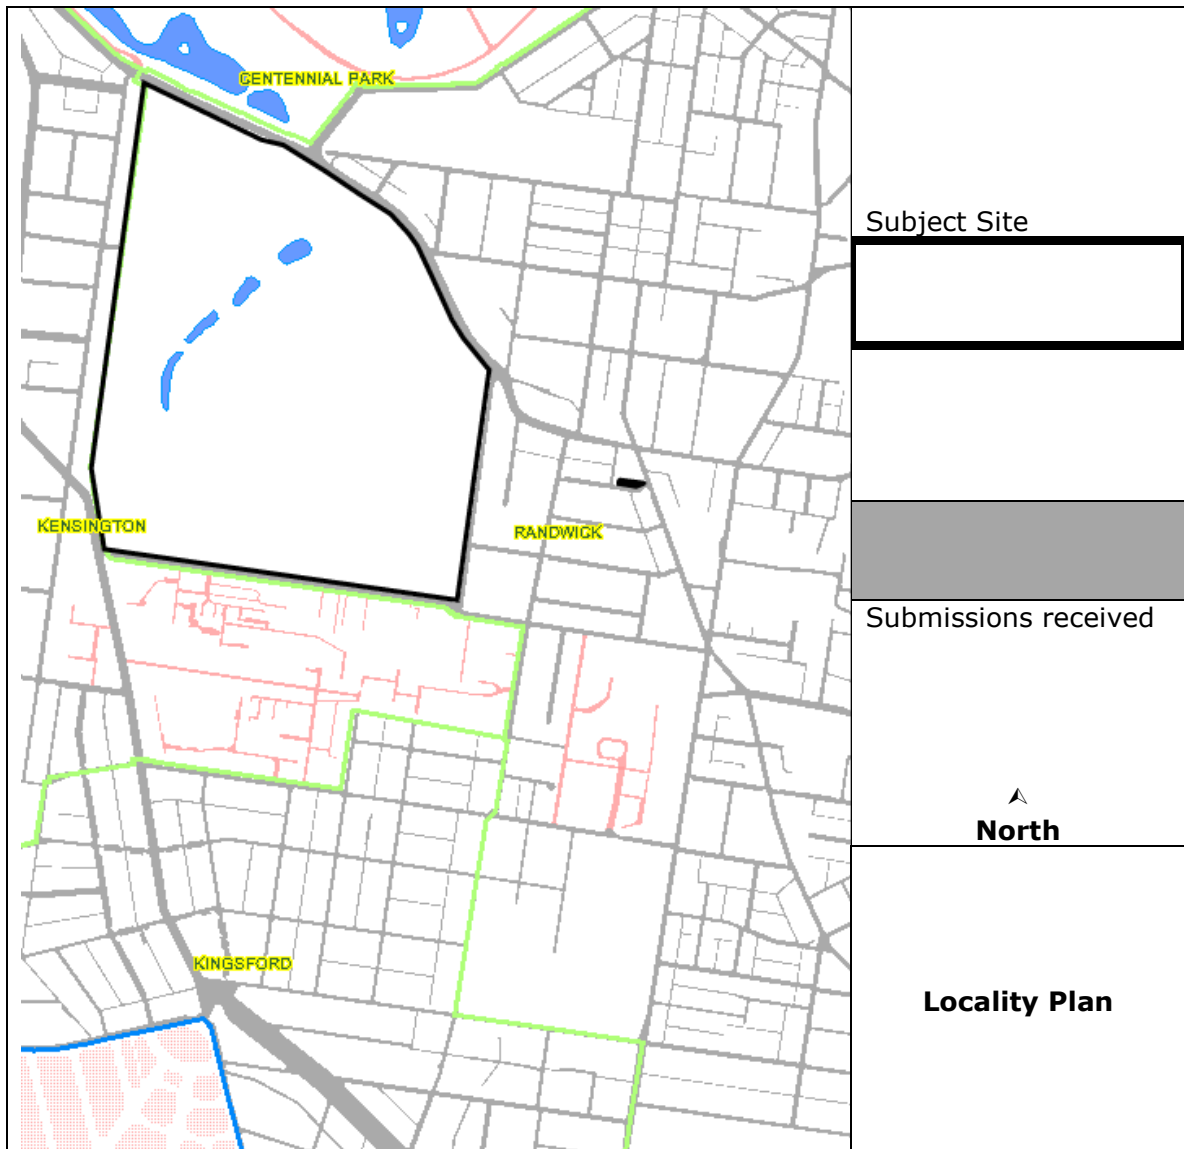 CENTENNIAL PARK
Subject Site
KENSINGTON
RANDWICK
Submissions received
North
KINGSFORD
Locality Plan